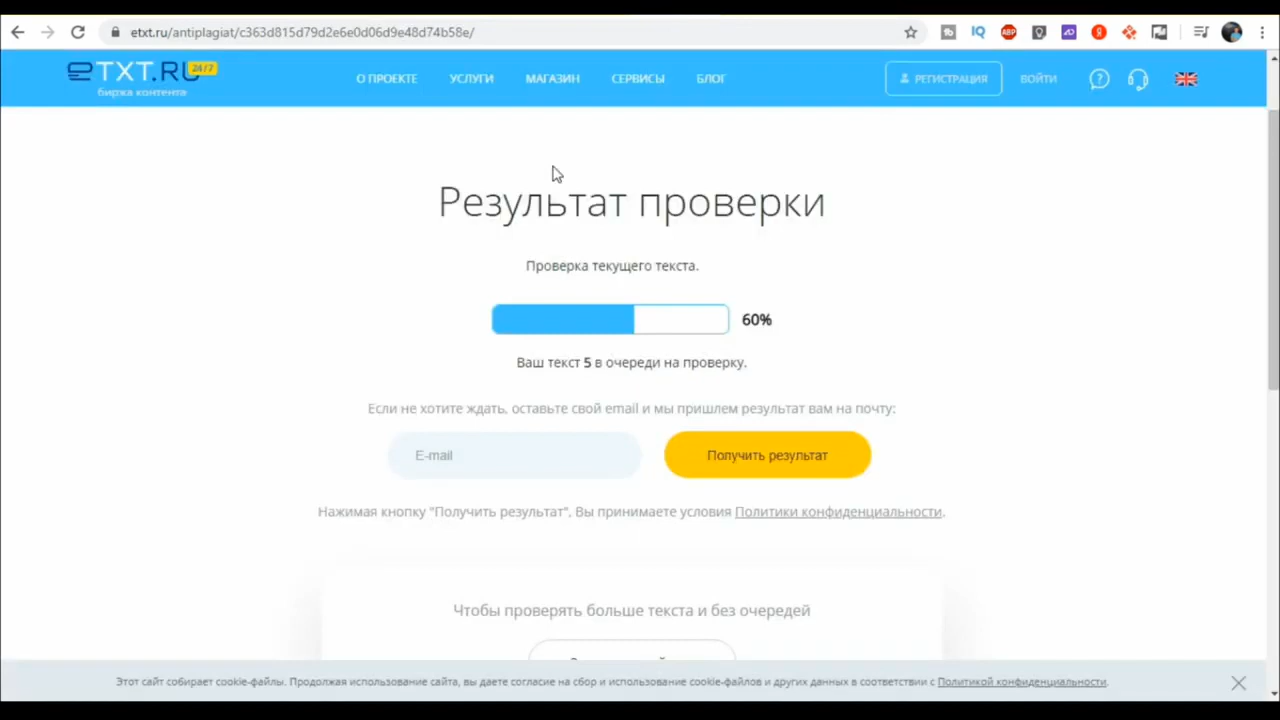 etxt.ru/antiplagiat/c363d815d79d2e6e0d06d9e48d74b58e/
IQ
ABP
eTXT.RU 24/7
биржа контента
О ПРОЕКТЕ
УСЛУГИ
МАГАЗИН
СЕРВИСЫ
БЛОГ
РЕГИСТРАЦИЯ
ВОЙТИ
Результат проверки
Проверка текущего текста.
60%
Ваш текст 5 в очереди на проверку.
Если не хотите ждать, оставьте свой email и мы пришлем результат вам на почту:
E-mail
Получить результат
Нажимая кнопку "Получить результат", Вы принимаете условия Политики конфиденциальности.
Чтобы проверять больше текста и без очередей
Этот сайт собирает cookie-файлы. Продолжая использование сайта, вы даете согласие на сбор и использование cookie-файлов и других данных в соответствии с Политикой конфиденциальности.